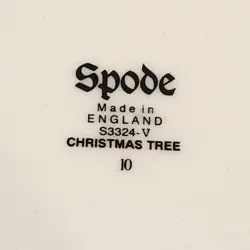 Spode
Made in
ENGLAND
S3324-V
CHRISTMAS TREE
10